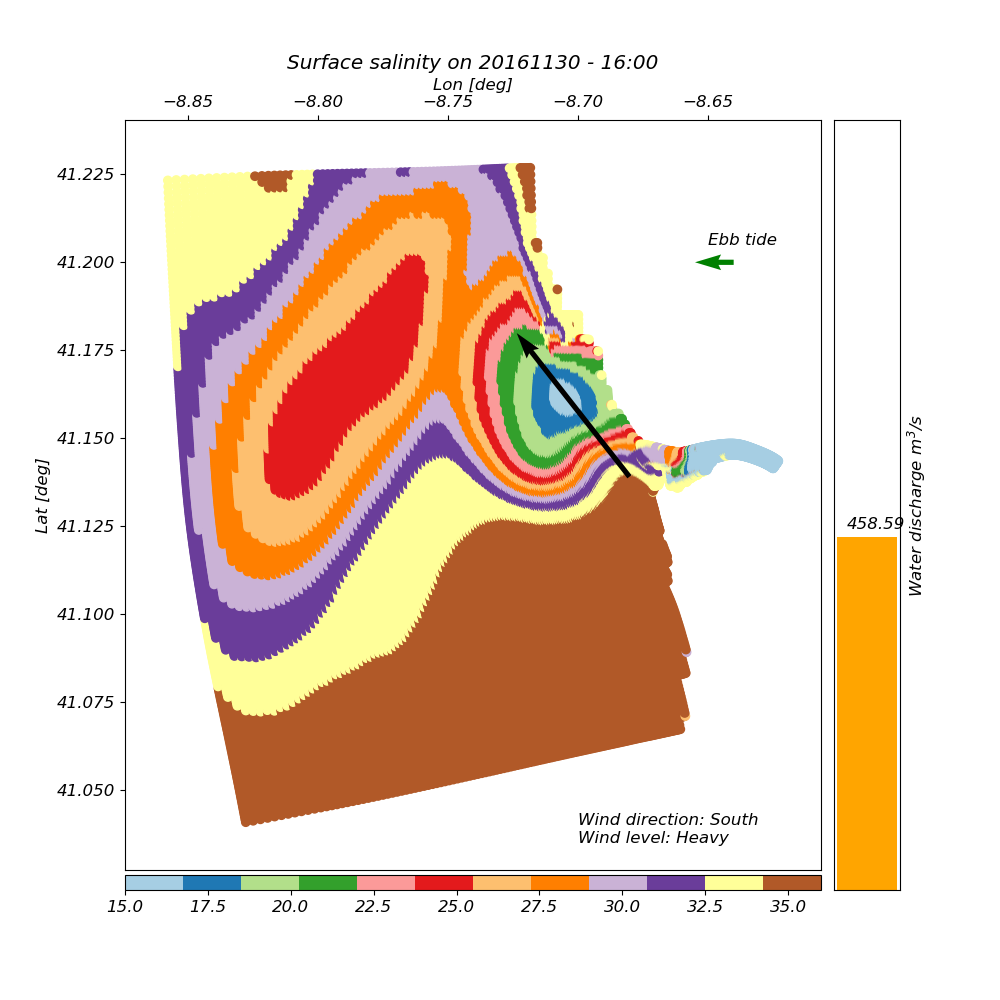 Surface salinity on 20161130 - 16:00
Lon [deg]
−8.85 −8.80 −8.75 −8.70 −8.65
41.225
41.200
41.175
41.150
41.125
41.100
41.075
41.050
Lat [deg]
Ebb tide
Wind direction: South
Wind level: Heavy
458.59
Water discharge m³/s
15.0 17.5 20.0 22.5 25.0 27.5 30.0 32.5 35.0